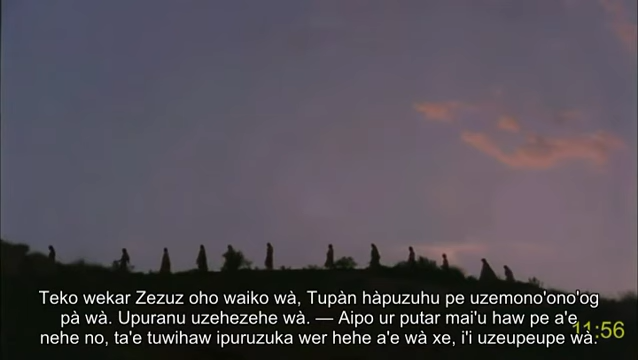 Teko wekar Zezuz oho waiko wà, Tupàn hàpuzuhu pe uzemono'ono'og
pà wà. Upuranu uzehezehe wà. — Aipo ur putar mai'u haw pe a'e
nehe no, ta'e tuwihaw ipuruzuka wer hehe a'e wà xe, i'i uzeupeupe wà.
11:56